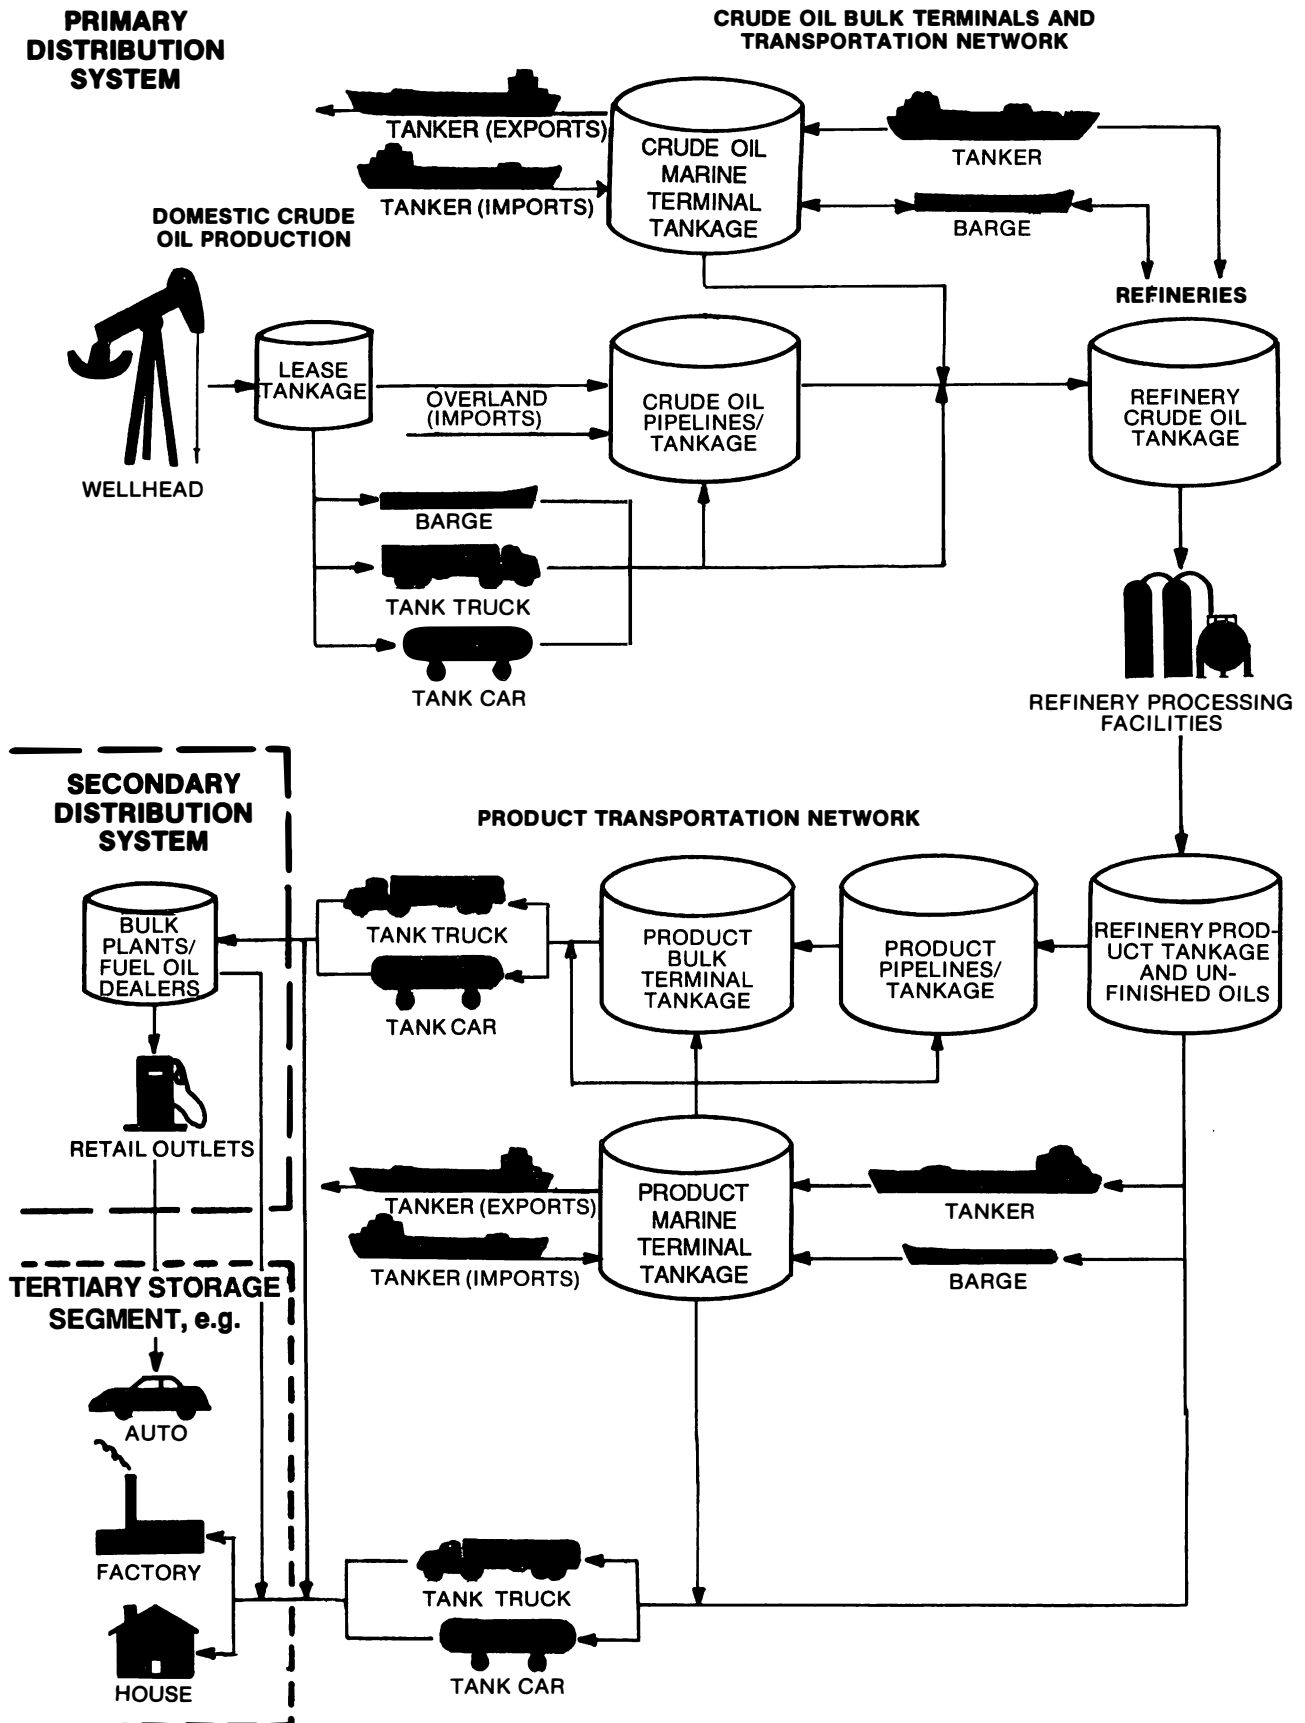 PRIMARY
DISTRIBUTION
SYSTEM
CRUDE OIL BULK TERMINALS AND
TRANSPORTATION NETWORK
TANKER (EXPORTS)
TANKER (IMPORTS)
CRUDE OIL
MARINE
TERMINAL
TANKAGE
TANKER
BARGE
DOMESTIC CRUDE
OIL PRODUCTION
WELLHEAD
LEASE
TANKAGE
OVERLAND
(IMPORTS)
CRUDE OIL
PIPELINES/
TANKAGE
REFINERIES
REFINERY
CRUDE OIL
TANKAGE
BARGE
TANK TRUCK
TANK CAR
REFINERY PROCESSING
FACILITIES
SECONDARY
DISTRIBUTION
SYSTEM
PRODUCT TRANSPORTATION NETWORK
BULK
PLANTS/
FUEL OIL
DEALERS
TANK TRUCK
TANK CAR
PRODUCT
BULK
TERMINAL
TANKAGE
PRODUCT
PIPELINES/
TANKAGE
REFINERY PROD-
UCT TANKAGE
AND UN-
FINISHED OILS
RETAIL OUTLETS
TANKER (EXPORTS)
TANKER (IMPORTS)
PRODUCT
MARINE
TERMINAL
TANKAGE
TANKER
BARGE
TERTIARY STORAGE
SEGMENT, e.g.
AUTO
FACTORY
HOUSE
TANK TRUCK
TANK CAR